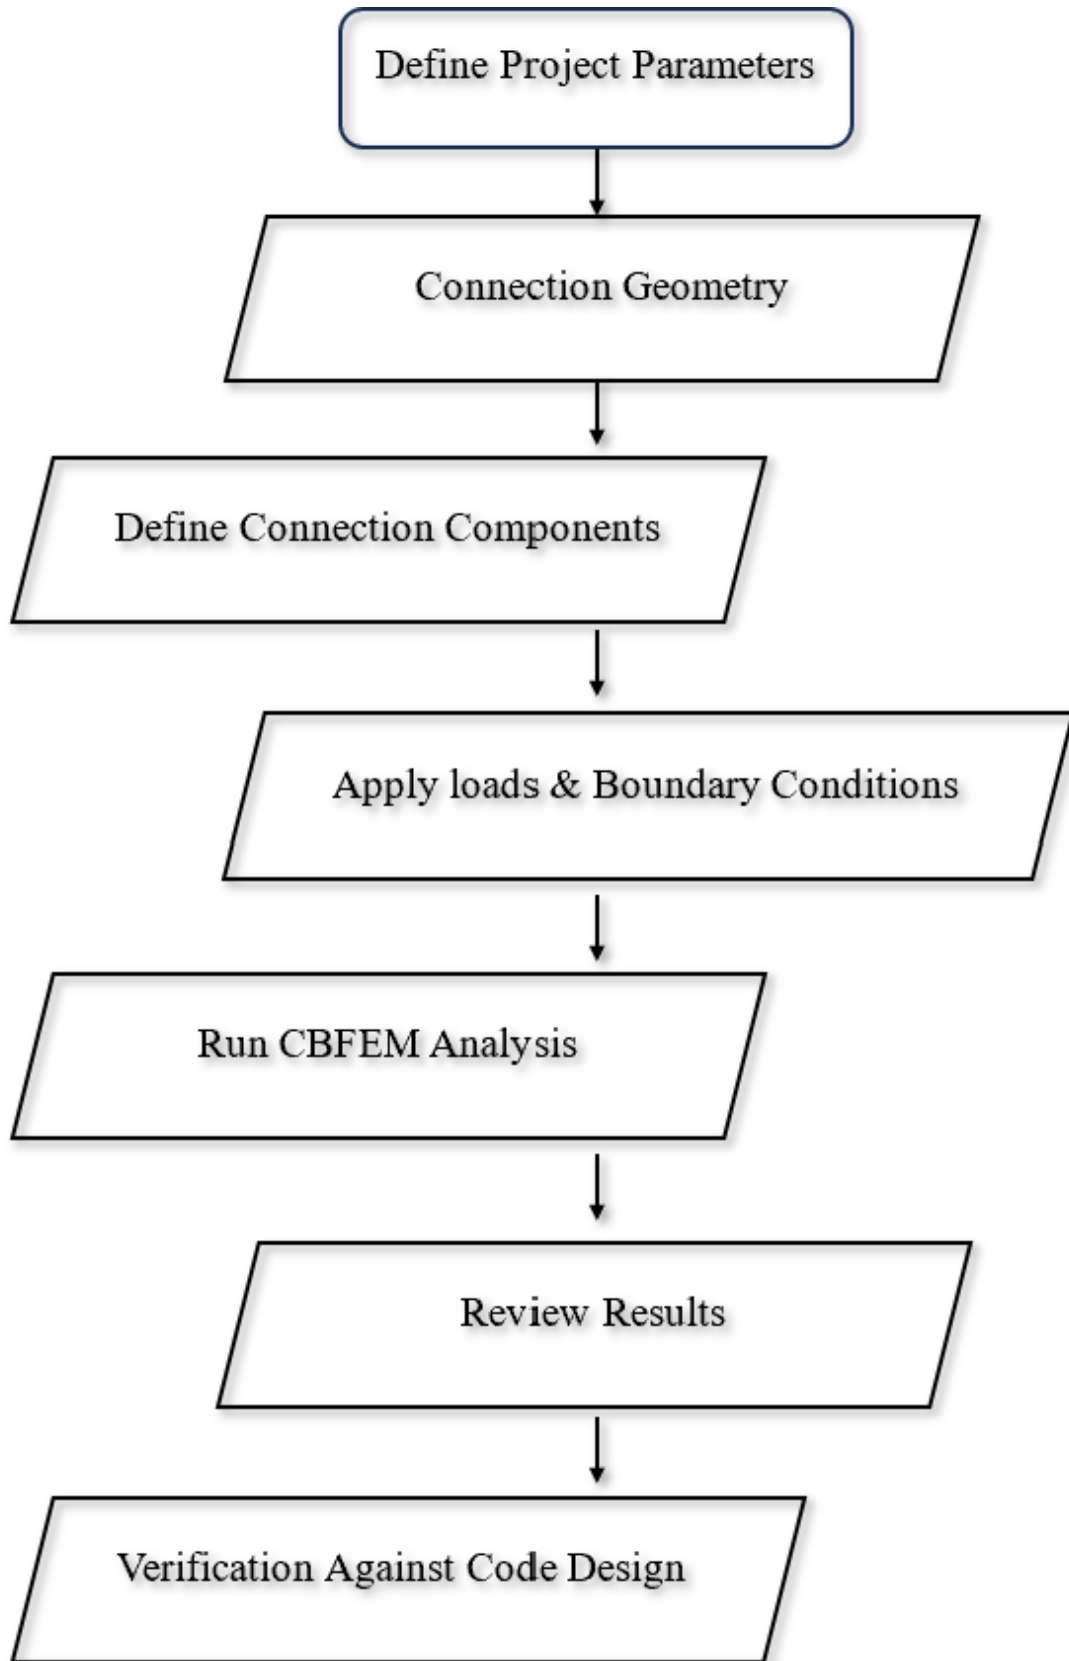 Define Project Parameters
Connection Geometry
Define Connection Components
Apply loads & Boundary Conditions
Run CBFEM Analysis
Review Results
Verification Against Code Design